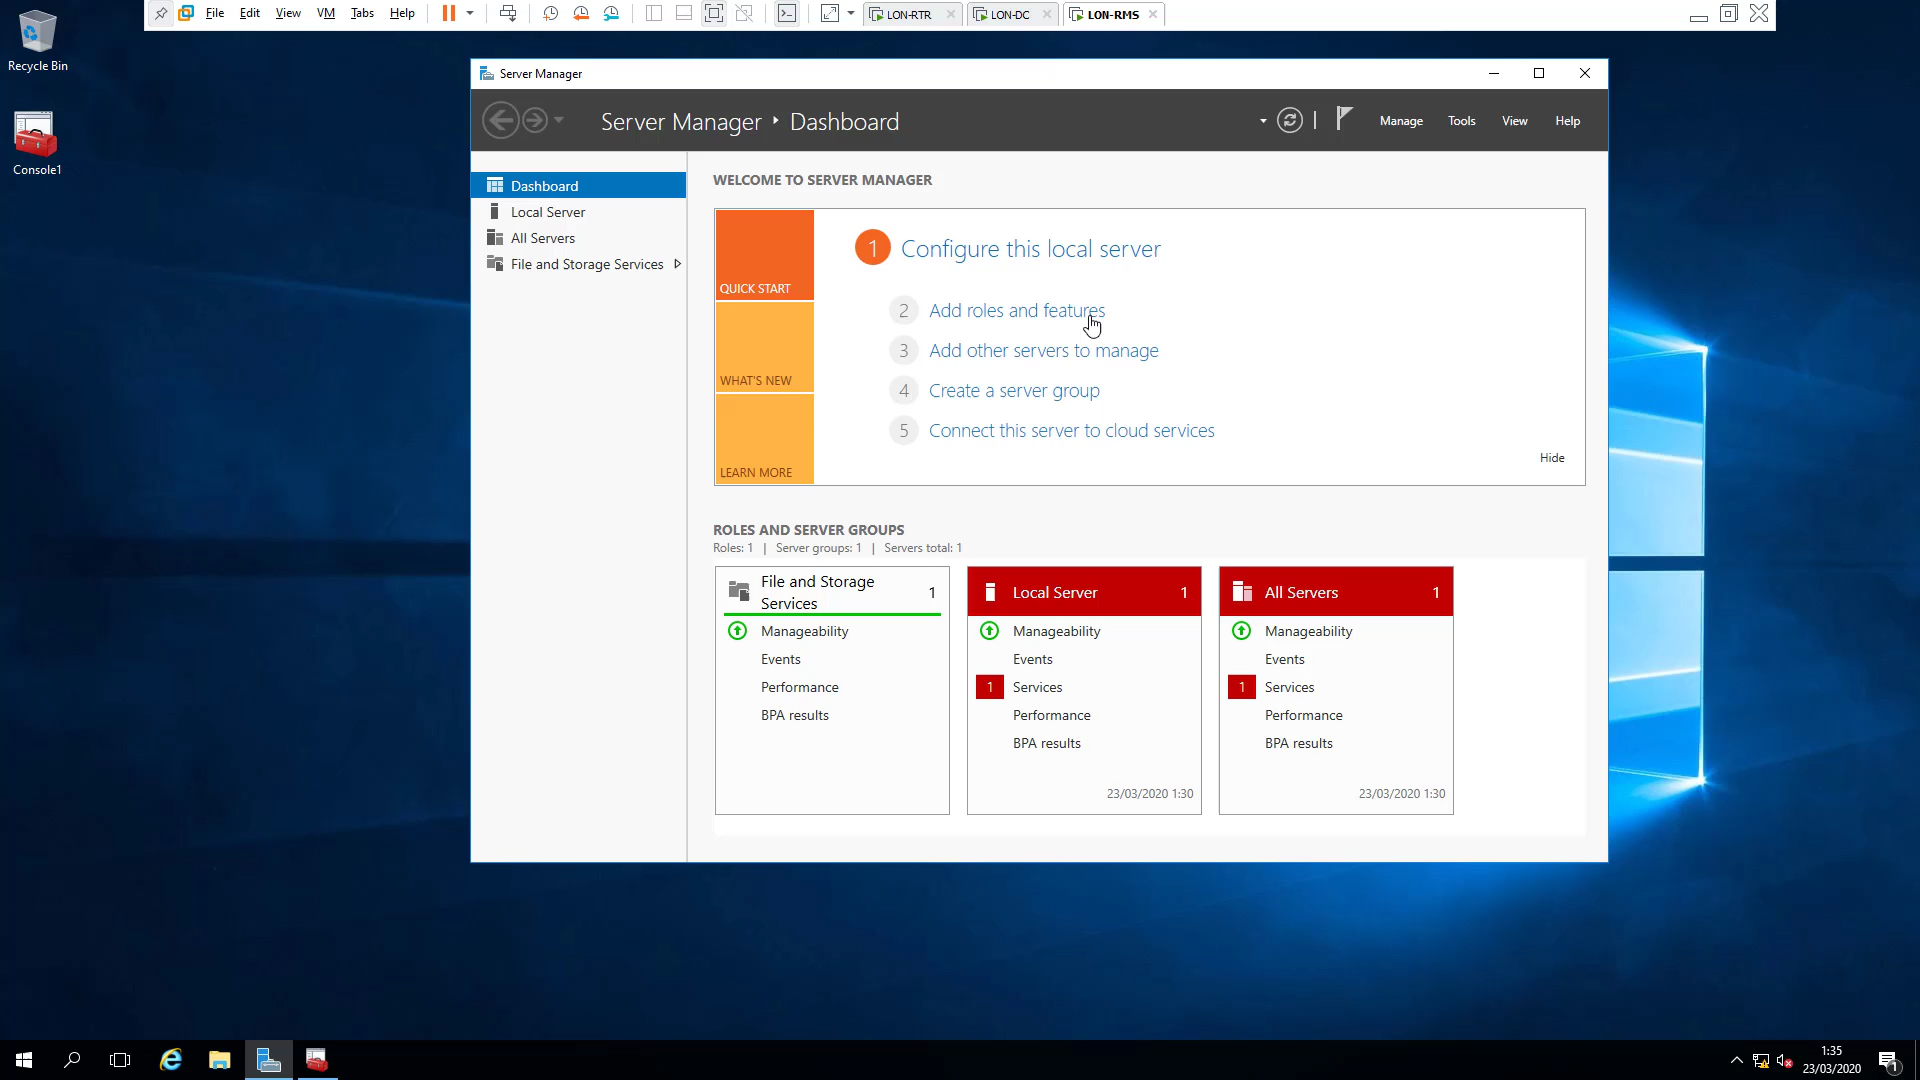 File Edit View VM Tabs Help
LON-RTR
LON-DC
LON-RMS
Recycle Bin
Console1
Server Manager
Server Manager
Dashboard
Manage
Tools
View
Help
Dashboard
Local Server
All Servers
File and Storage Services
WELCOME TO SERVER MANAGER
QUICK START
WHAT'S NEW
LEARN MORE
1 Configure this local server
2 Add roles and features
3 Add other servers to manage
4 Create a server group
5 Connect this server to cloud services
Hide
ROLES AND SERVER GROUPS
Roles: 1 | Server groups: 1 | Servers total: 1
File and Storage
Services
1
Manageability
Events
Performance
BPA results
Local Server 1
Manageability
Events
1 Services
Performance
BPA results
23/03/2020 1:30
All Servers 1
Manageability
Events
1 Services
Performance
BPA results
23/03/2020 1:30
1:35
23/03/2020
1